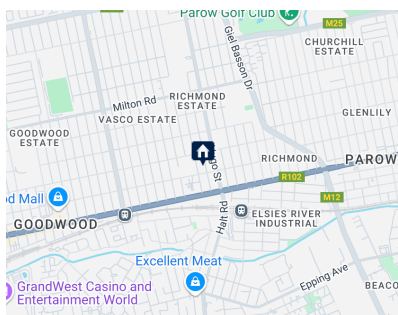 Parow Golf Club
M25
Giel Basson Dr
CHURCHILL
ESTATE
Milton Rd
RICHMOND
ESTATE
VASCO ESTATE
GLENLILY
GOODWOOD
ESTATE
RICHMOND
PAROW
R102
od Mall
M12
GOODWOOD
ELSIES RIVER
INDUSTRIAL
Halt Rd
Excellent Meat
GrandWest Casino and
Entertainment World
Epping Ave
BEACO